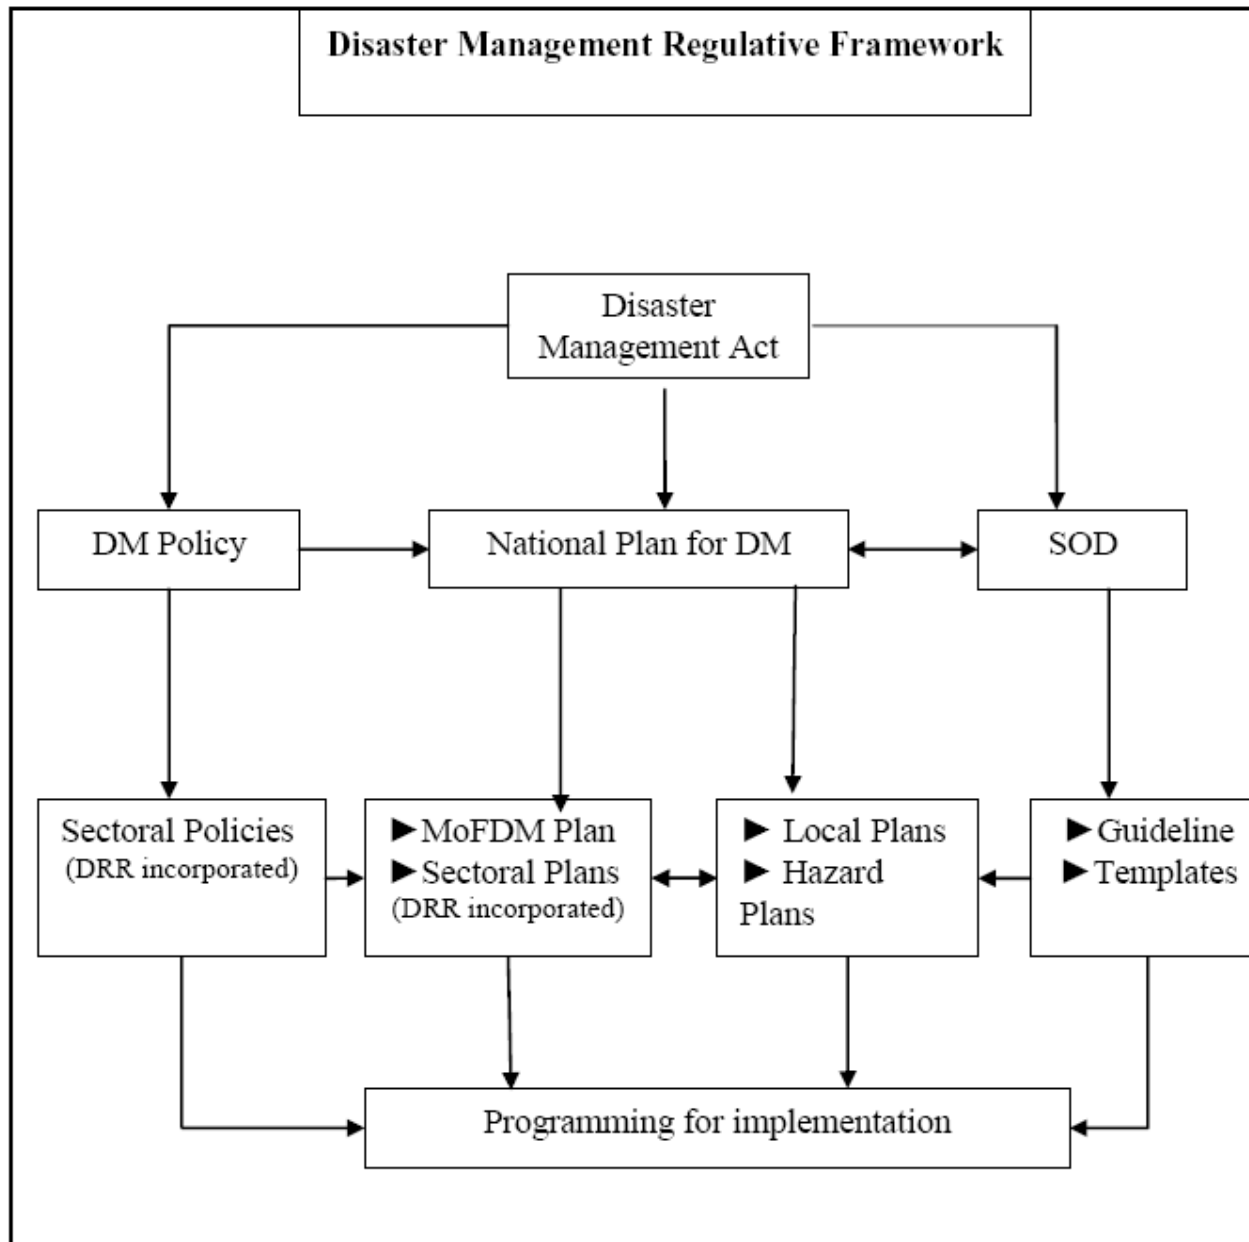 Disaster Management Regulative Framework
Disaster
Management Act
DM Policy
National Plan for DM
SOD
Sectoral Policies
(DRR incorporated)
►MoFDM Plan
►Sectoral Plans
(DRR incorporated)
► Local Plans
► Hazard
Plans
►Guideline
►Templates
Programming for implementation